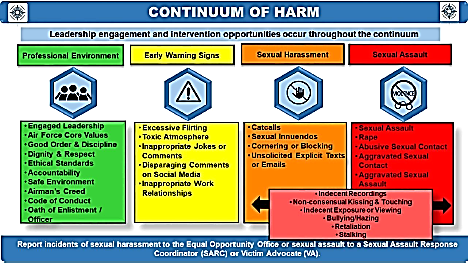 CONTINUUM OF HARM
Leadership engagement and intervention opportunities occur throughout the continuum
Professional Environment
Early Warning Signs
Sexual Harassment
Sexual Assault
VIOLENCE
•Engaged Leadership
•Air Force Core Values
•Good Order & Discipline
•Dignity & Respect
•Ethical Standards
•Accountability
•Safe Environment
•Airman's Creed
•Code of Conduct
•Oath of Enlistment /
Officer
•Excessive Flirting
•Toxic Atmosphere
•Inappropriate Jokes or
Comments
•Disparaging Comments
on Social Media
•Inappropriate Work
Relationships
•Catcalls
•Sexual Innuendos
•Cornering or Blocking
•Unsolicited Explicit Texts
or Emails
•Sexual Assault
•Rape
•Abusive Sexual Contact
•Aggravated Sexual
Contact
•Aggravated Sexual
Assault
•Indecent Recordings
•Non-consensual Kissing & Touching
•Indecent Exposure or Viewing
•Bullying/Hazing
•Retaliation
•Stalking
Report incidents of sexual harassment to the Equal Opportunity Office or sexual assault to a Sexual Assault Response
Coordinator (SARC) or Victim Advocate (VA).